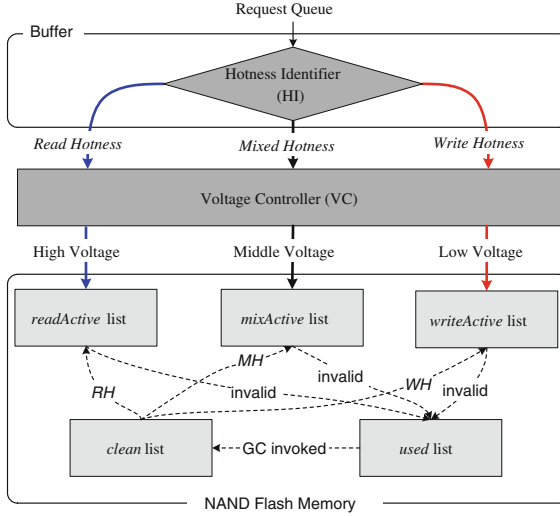 Request Queue
Buffer
Hotness Identifier
(HI)
Read Hotness
Mixed Hotness
Write Hotness
Voltage Controller (VC)
High Voltage
Middle Voltage
Low Voltage
readActive list
mixActive list
writeActive list
MH
RH
invalid
WH
invalid
invalid
clean list
GC invoked
used list
NAND Flash Memory